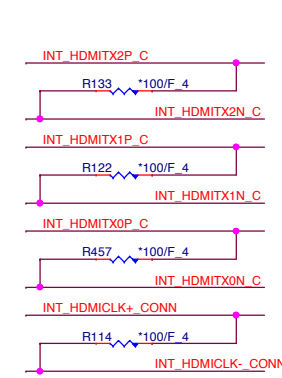 INT_HDMITX2P_C
R133 *100/F_4
INT_HDMITX2N_C
INT_HDMITX1P_C
R122 *100/F_4
INT_HDMITX1N_C
INT_HDMITX0P_C
R457 *100/F_4
INT_HDMITX0N_C
INT_HDMICLK+_CONN
R114 *100/F_4
INT_HDMICLK-_CONN